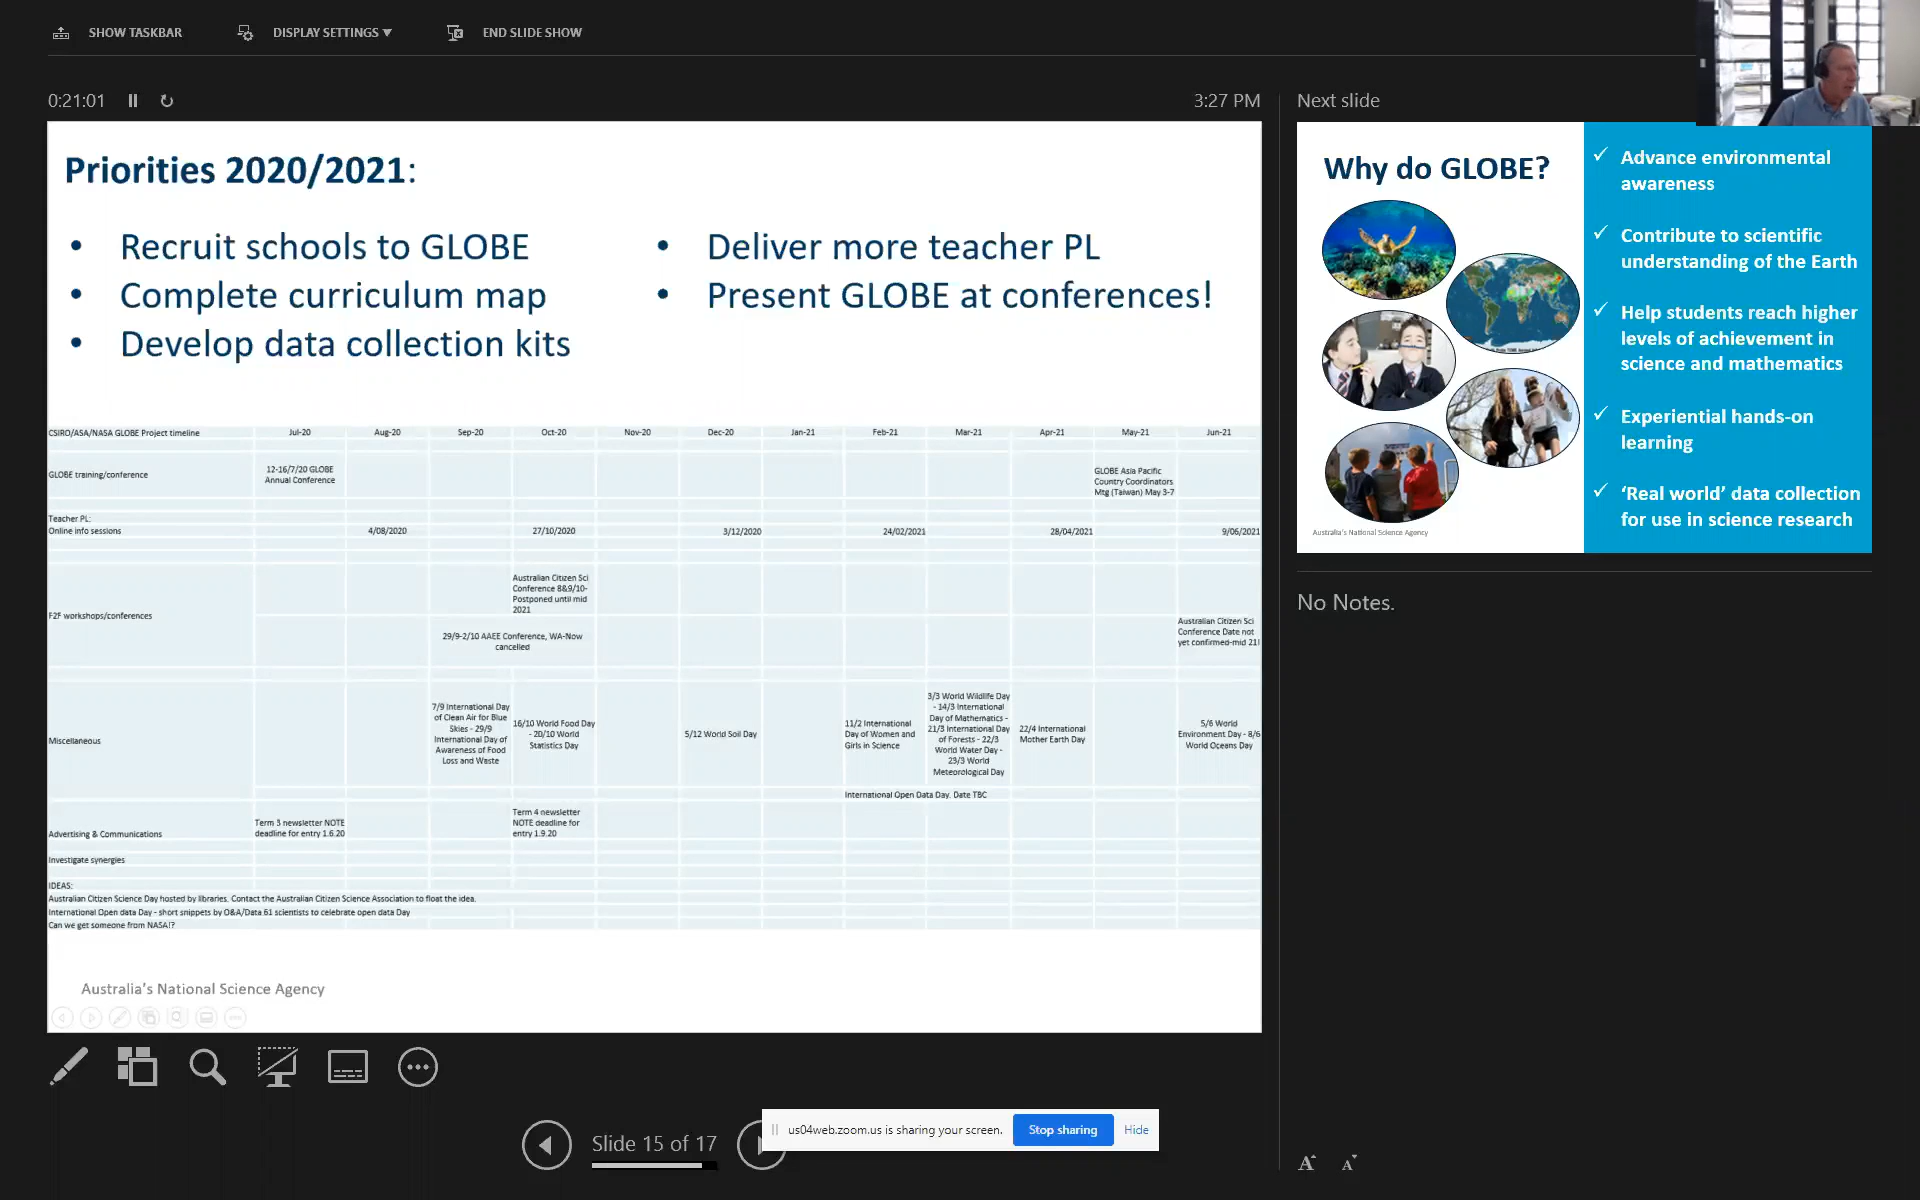 SHOW TASKBAR
DISPLAY SETTINGS ▼
END SLIDE SHOW
0:21:01
3:27 PM
Priorities 2020/2021:
• Recruit schools to GLOBE
• Complete curriculum map
• Develop data collection kits
• Deliver more teacher PL
• Present GLOBE at conferences!
CSIRO/ASA/NASA GLOBE Project timeline
Jul-20
Aug-20
Sep-20
Oct-20
Nov-20
Dec-20
Jan-21
Feb-21
Mar-21
Apr-21
May-21
Jun-21
GLOBE training/conference
12-16/7/20 GLOBE
Annual Conference
GLOBE Asia Pacific
Country Coordinators
Mtg (Taiwan) May 3-7
Teacher PL:
Online info sessions
4/08/2020
27/10/2020
3/12/2020
24/02/2021
28/04/2021
9/06/2021
F2F workshops/conferences
Australian Citizen Sci
Conference 8&9/10-
Postponed until mid
2021
29/9-2/10 AAEE Conference, WA-Now
cancelled
Australian Citizen Sci
Conference Date not
yet confirmed-mid 21!
Miscellaneous
7/9 International Day
of Clean Air for Blue
Skies - 29/9
International Day of
Awareness of Food
Loss and Waste
16/10 World Food Day
- 20/10 World
Statistics Day
5/12 World Soil Day
11/2 International
Day of Women and
Girls in Science
3/3 World Wildlife Day
- 14/3 International
Day of Mathematics -
21/3 International Day
of Forests - 22/3
World Water Day -
23/3 World
Meteorological Day
22/4 International
Mother Earth Day
5/6 World
Environment Day - 8/6
World Oceans Day
International Open Data Day. Date TBC
Advertising & Communications
Term 3 newsletter NOTE
deadline for entry 1.6.20
Term 4 newsletter
NOTE deadline for
entry 1.9.20
Investigate synergies
IDEAS:
Australian Citizen Science Day hosted by libraries. Contact the Australian Citizen Science Association to float the idea.
International Open data Day - short snippets by O&A/Data 61 scientists to celebrate open data Day
Can we get someone from NASA!?
Australia's National Science Agency
Slide 15 of 17
us04web.zoom.us is sharing your screen.
Stop sharing
Hide
Next slide
Why do GLOBE?
Australia's National Science Agency
✓ Advance environmental
awareness
✓ Contribute to scientific
understanding of the Earth
✓ Help students reach higher
levels of achievement in
science and mathematics
✓ Experiential hands-on
learning
✓ 'Real world' data collection
for use in science research
No Notes.
A
A